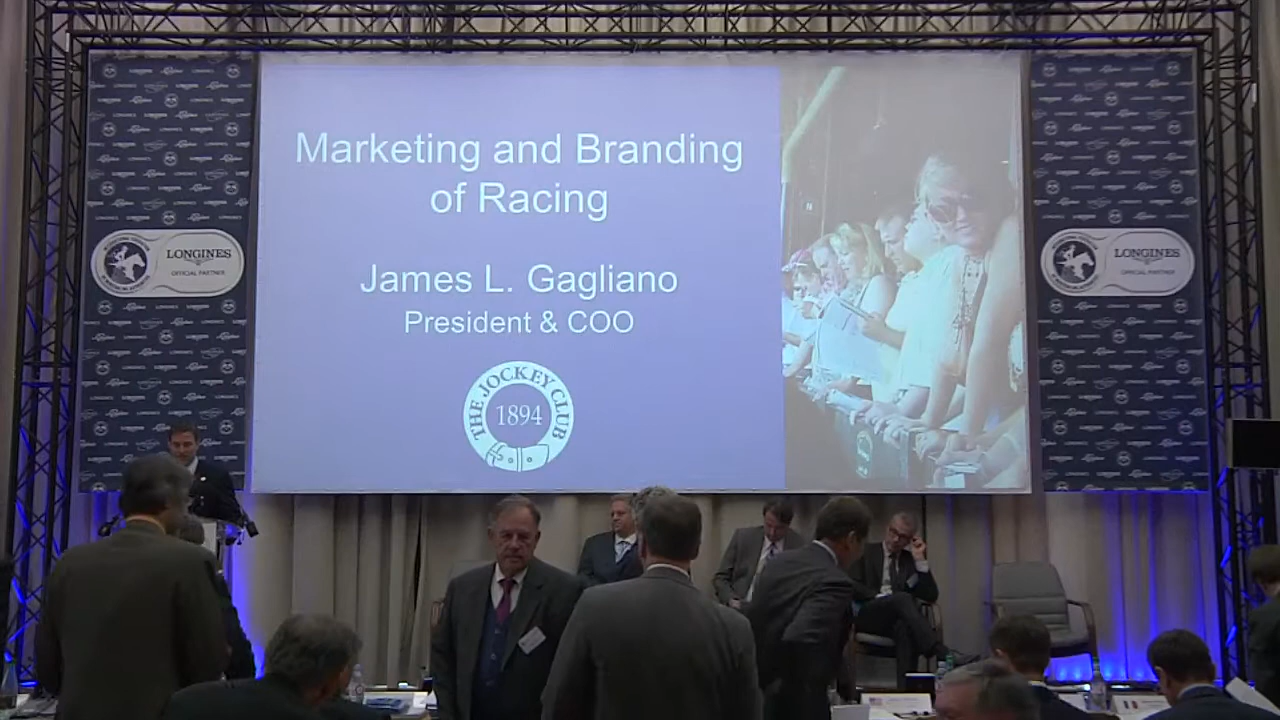 Marketing and Branding
of Racing
James L. Gagliano
President & COO
THE JOCKEY CLUB
1894
LONGINES
OFFICIAL PARTNER
LONGINES
OFFICIAL PARTNER